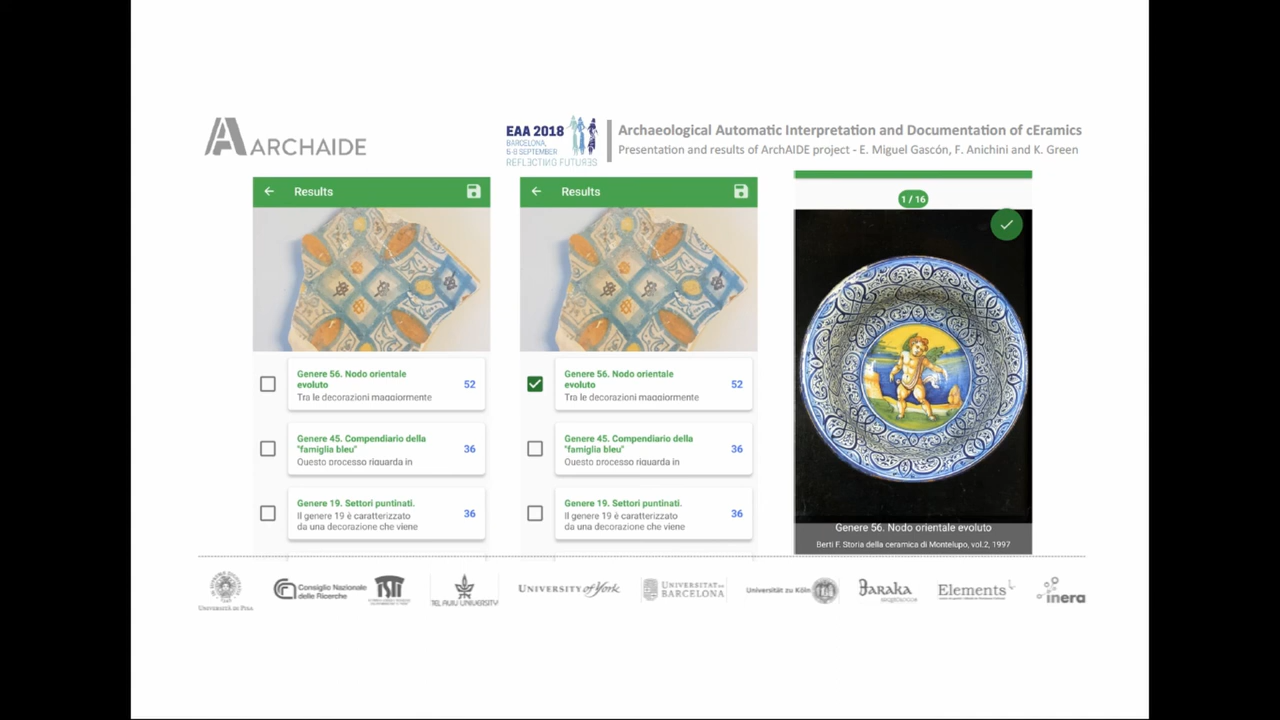 ARCHAIDE
EAA 2018
BARCELONA,
5-8 SEPTEMBER
REFLECTING FUTURES
Archaeological Automatic Interpretation and Documentation of cEramics
Presentation and results of ArchAIDE project - E. Miguel Gascón, F. Anichini and K. Green
Results
Genere 56. Nodo orientale
evoluto
52
Tra le decorazioni maggiormente
Genere 45. Compendiario della
"famiglia bleu"
36
Questo processo riguarda in
Genere 19. Settori puntinati.
Il genere 19 è caratterizzato
36
da una decorazione che viene
Results
Genere 56. Nodo orientale
evoluto
52
Tra le decorazioni maggiormente
Genere 45. Compendiario della
"famiglia bleu"
36
Questo processo riguarda in
Genere 19. Settori puntinati.
Il genere 19 è caratterizzato
36
da una decorazione che viene
1 / 16
Genere 56. Nodo orientale evoluto
Berti F. Storia della ceramica di Montelupo, vol.2, 1997
UNIVERSITÀ DI PISA
Consiglio Nazionale
delle Ricerche
ISTI
TEL AVIV UNIVERSITY
UNIVERSITY of York
UNIVERSITAT DE
BARCELONA
Universität zu Köln
BARAKA
ARQUEÓLOGOS
Elements
inera